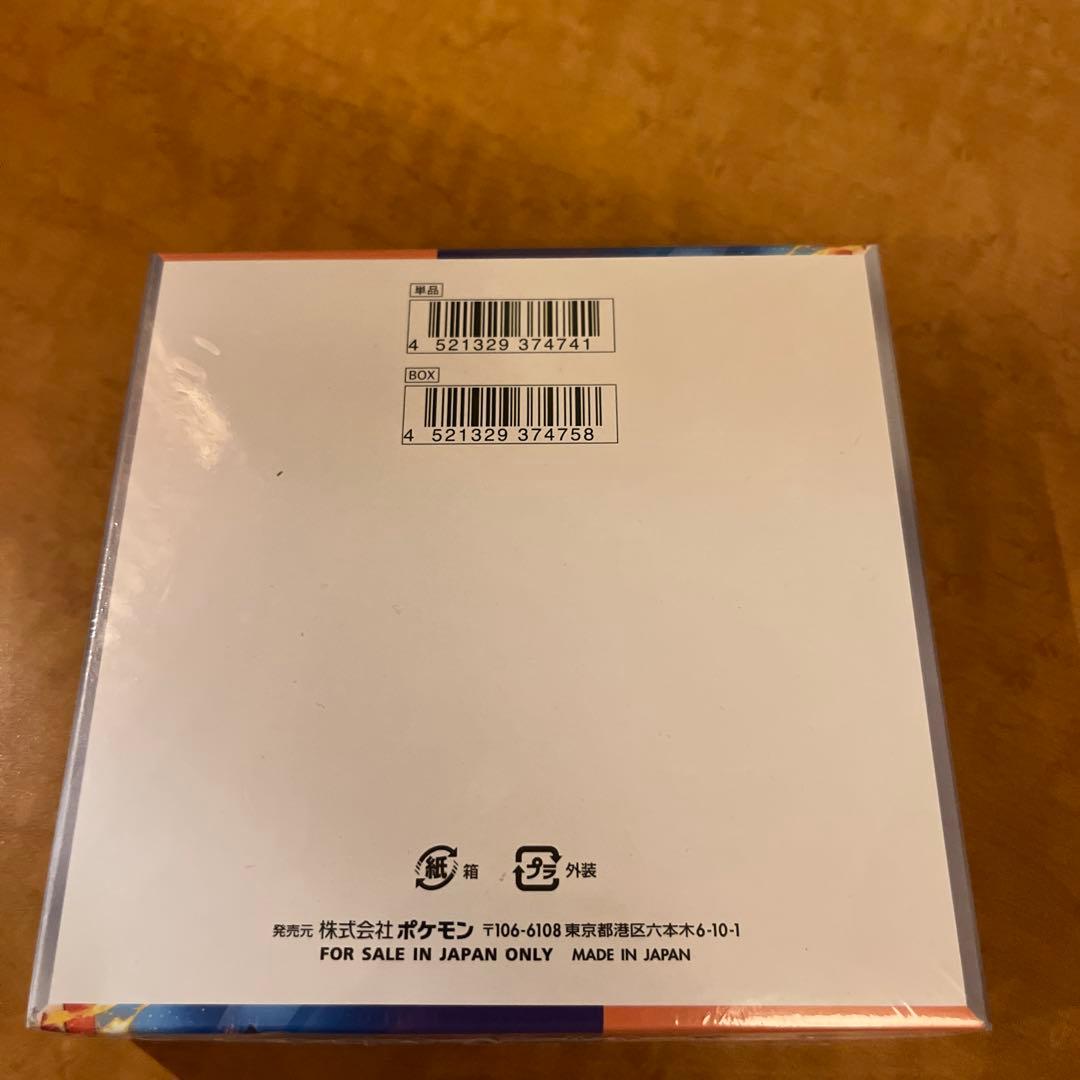 単品
4 521329 374741
BOX
4 521329 374758
紙 箱 プラ 外装
発売元 株式会社 ポケモン 〒106-6108 東京都港区六本木6-10-1
FOR SALE IN JAPAN ONLY MADE IN JAPAN